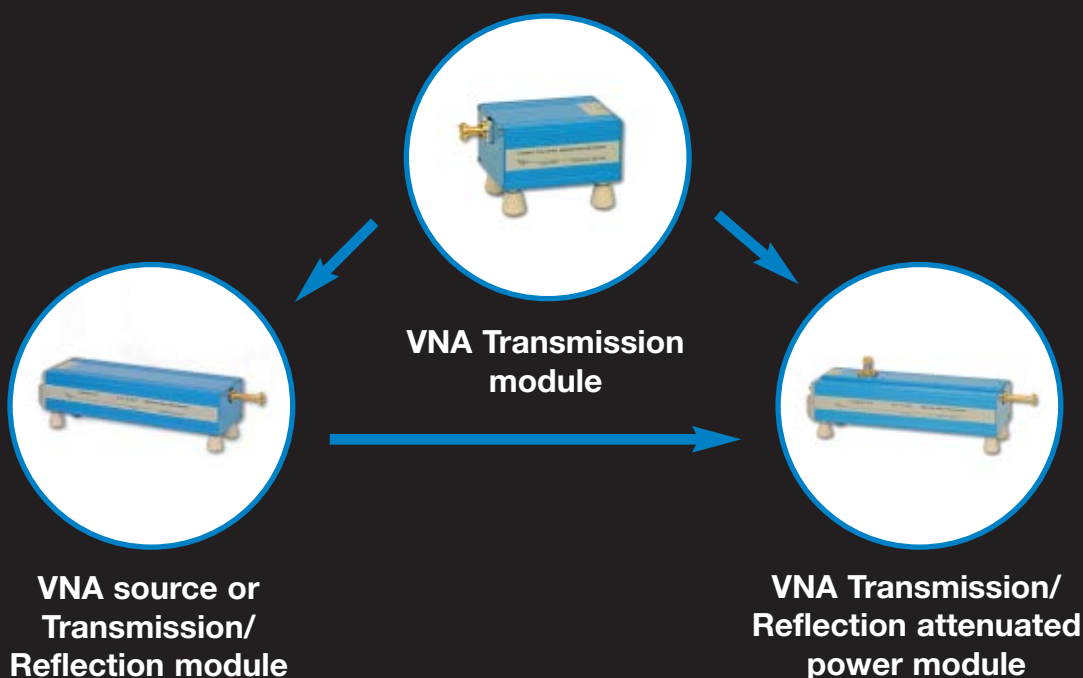 VNA Transmission
module
VNA source or
Transmission/
Reflection module
VNA Transmission/
Reflection attenuated
power module